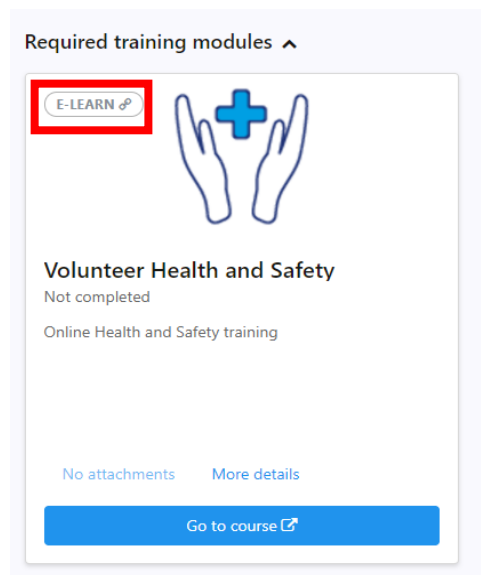 Required training modules
E-LEARN
Volunteer Health and Safety
Not completed
Online Health and Safety training
No attachments More details
Go to course